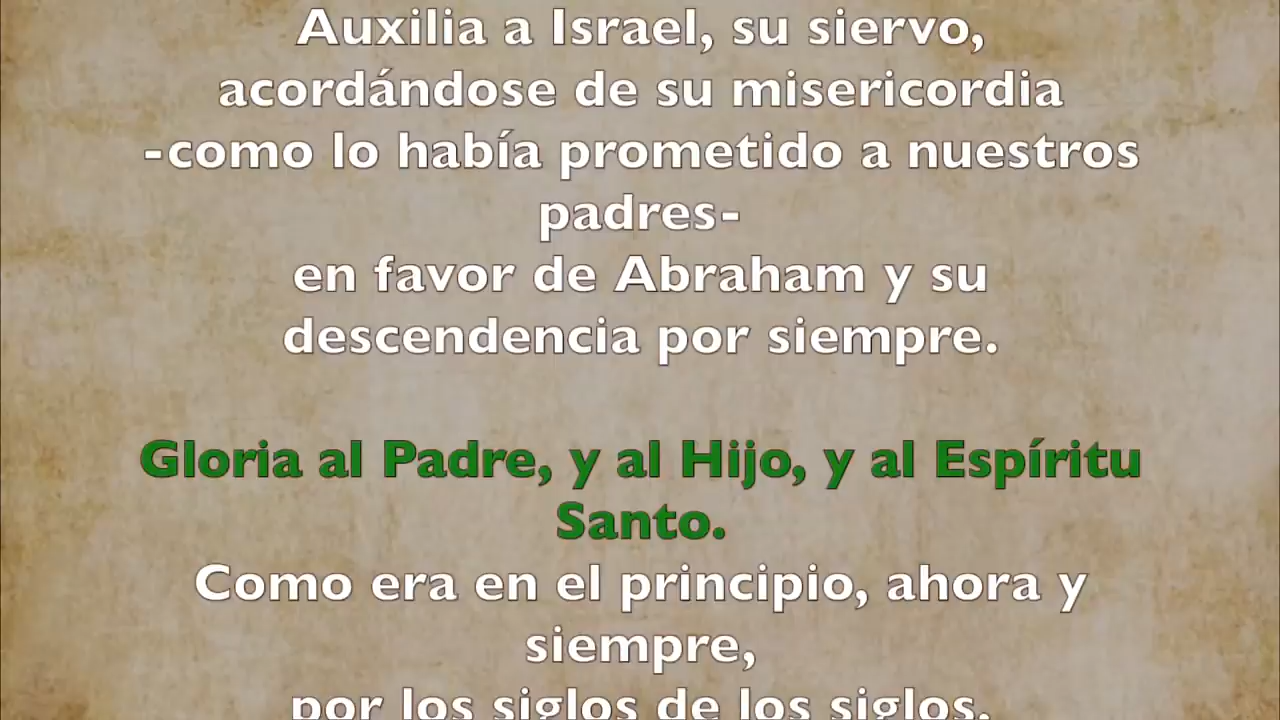 Auxilia a Israel, su siervo,
acordándose de su misericordia
-como lo había prometido a nuestros
padres-
en favor de Abraham y su
descendencia por siempre.
Gloria al Padre, y al Hijo, y al Espíritu
Santo.
Como era en el principio, ahora y
siempre,
por los siglos de los siglos.